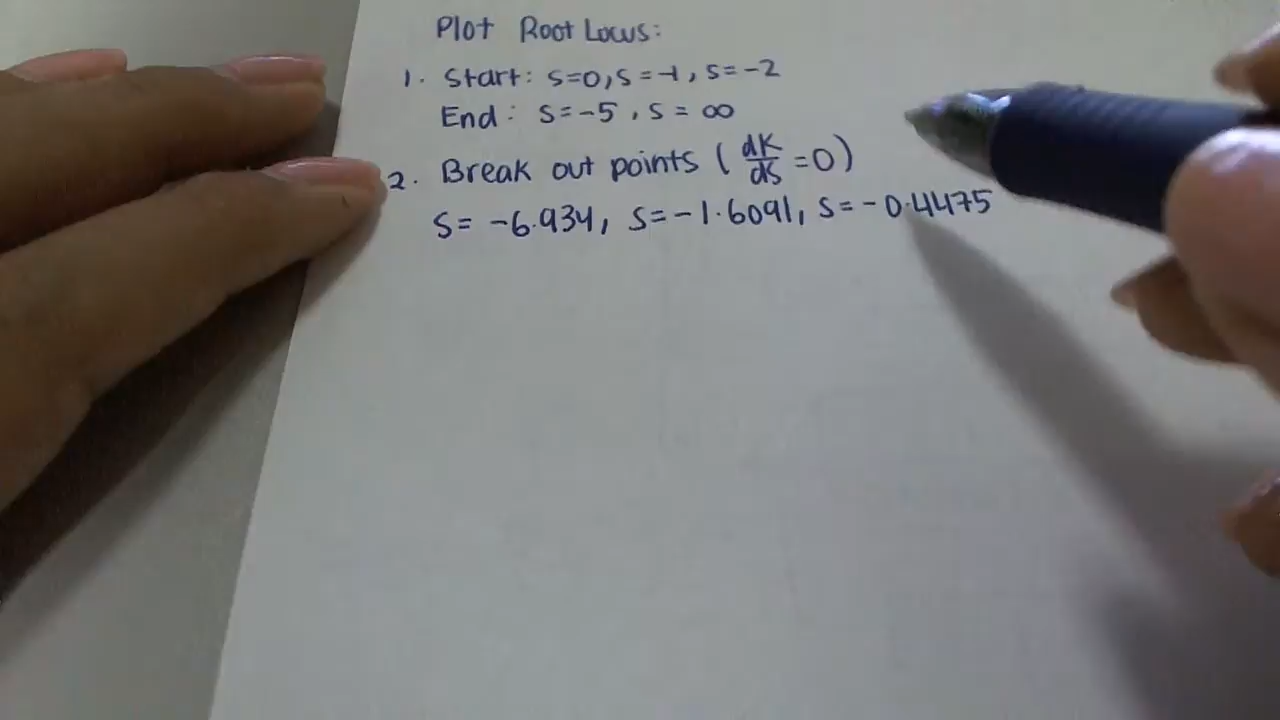 Plot Root Locus:
1. Start: s=0, s=-1, s=-2
End: s=-5, s=∞
2. Break out points (dK/ds=0)
s= -6.934, s=-1.6091, s=-0.4475